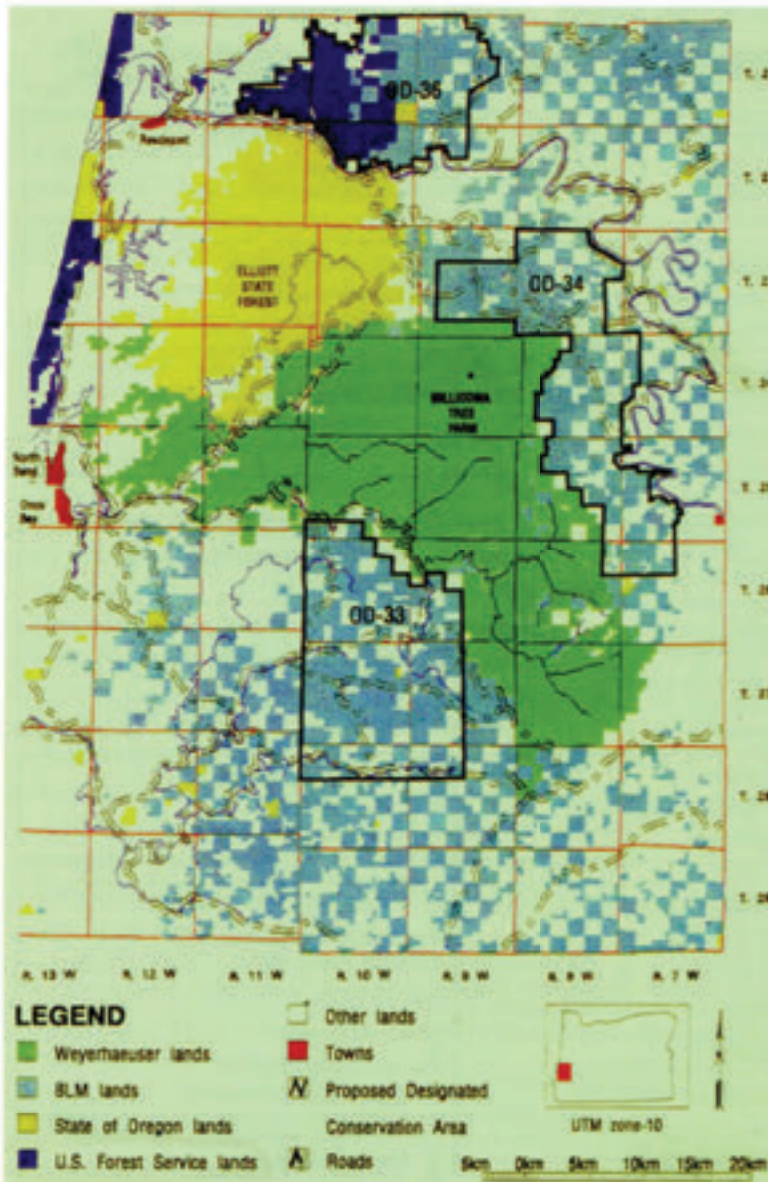 OD-36
Reedsport
ELLIOTT
STATE
FOREST
OD-34
MILLICOMA
TREE
FARM
North
Bend
Coos
Bay
OD-33
R. 13 W R. 12 W R. 11 W R. 10 W R. 9 W R. 8 W R. 7 W
LEGEND
Weyerhaeuser lands
BLM lands
State of Oregon lands
U.S. Forest Service lands
Other lands
Towns
Proposed Designated
Conservation Area
Roads
UTM zone-10
5km 0km 5km 10km 15km 20km